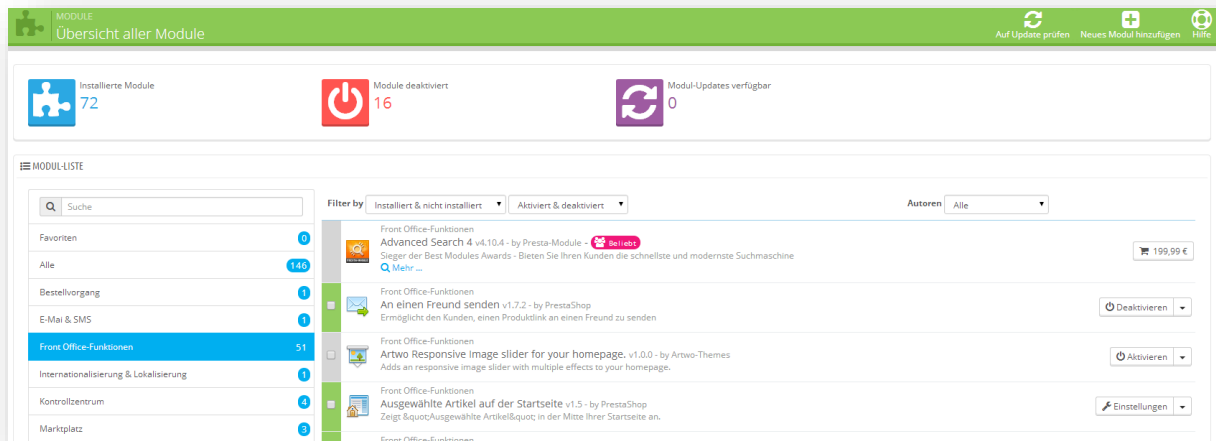 MODULE
Übersicht aller Module
Auf Update prüfen
Neues Modul hinzufügen
Hilfe
Installierte Module
72
Module deaktiviert
16
Modul-Updates verfügbar
0
MODUL-LISTE
Suche
Favoriten 0
Alle 146
Bestellvorgang 1
E-Mai & SMS 1
Front Office-Funktionen 51
Internationalisierung & Lokalisierung 1
Kontrollzentrum 4
Marktplatz 3
Filter by Installiert & nicht installiert Aktiviert & deaktiviert Autoren Alle
Front Office-Funktionen
Advanced Search 4 v4.10.4 - by Presta-Module - Beliebt
Sieger der Best Modules Awards - Bieten Sie Ihren Kunden die schnellste und modernste Suchmaschine
Mehr ...
199,99 €
Front Office-Funktionen
An einen Freund senden v1.7.2 - by PrestaShop
Ermöglicht den Kunden, einen Produktlink an einen Freund zu senden
Deaktivieren
Front Office-Funktionen
Artwo Responsive Image slider for your homepage. v1.0.0 - by Artwo-Themes
Adds an responsive image slider with multiple effects to your homepage.
Aktivieren
Front Office-Funktionen
Ausgewählte Artikel auf der Startseite v1.5 - by PrestaShop
Zeigt &quot;Ausgewählte Artikel&quot; in der Mitte Ihrer Startseite an.
Einstellungen
Front Office-Funktionen